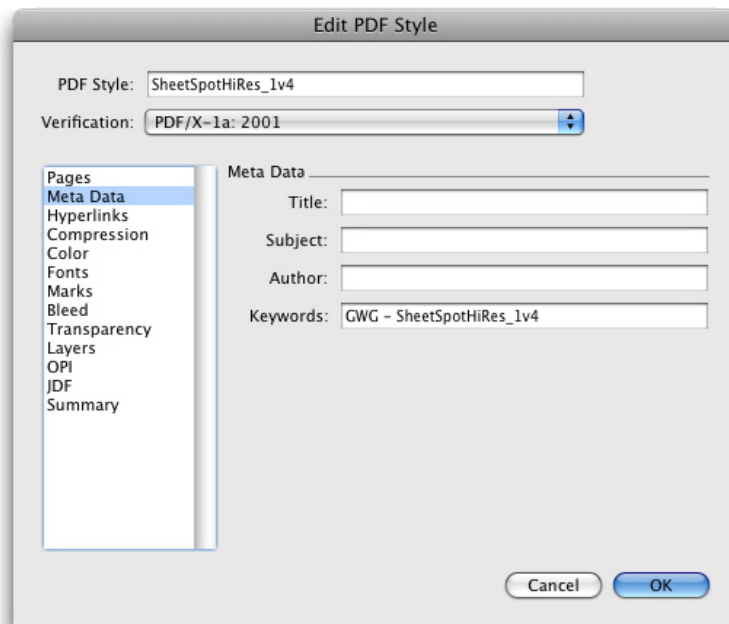 Edit PDF Style
PDF Style: SheetSpotHiRes_1v4
Verification: PDF/X-1a: 2001
Pages
Meta Data
Hyperlinks
Compression
Color
Fonts
Marks
Bleed
Transparency
Layers
OPI
JDF
Summary
Meta Data
Title:
Subject:
Author:
Keywords: GWG - SheetSpotHiRes_1v4
Cancel OK